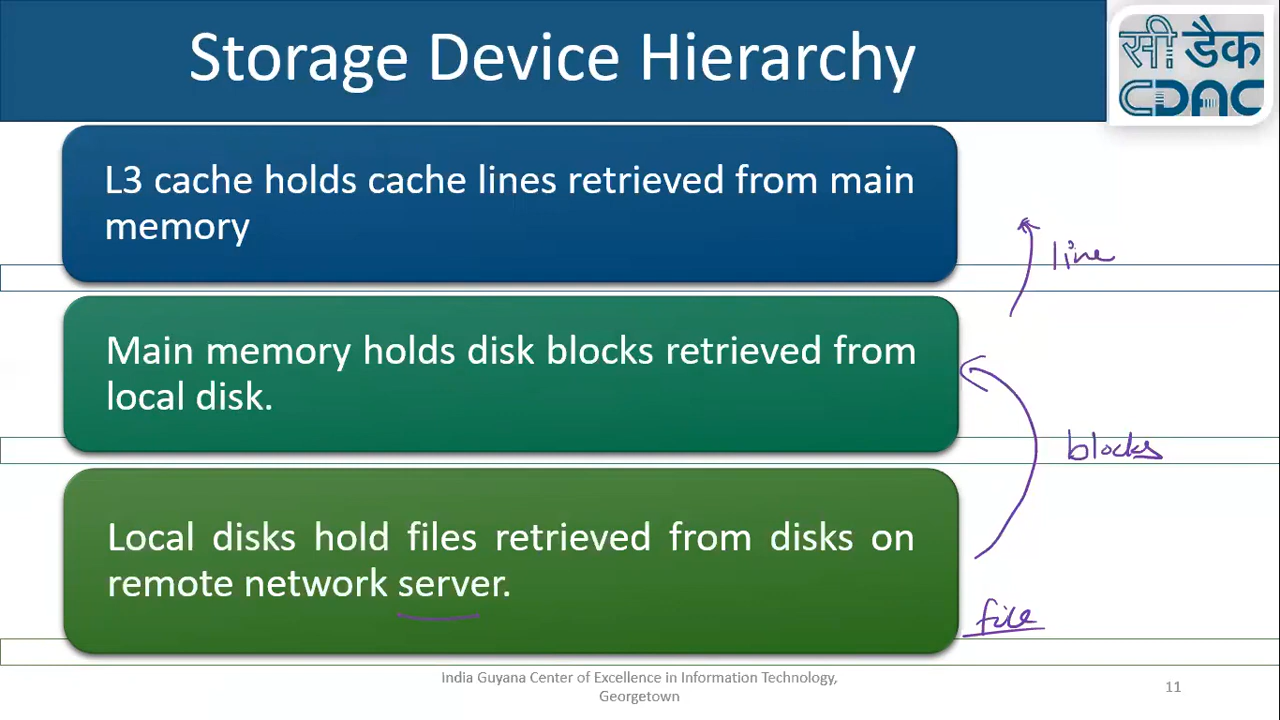 Storage Device Hierarchy
सी डैक
CDAC
L3 cache holds cache lines retrieved from main
memory
line
Main memory holds disk blocks retrieved from
local disk.
blocks
Local disks hold files retrieved from disks on
remote network server.
file
India Guyana Center of Excellence in Information Technology,
Georgetown
11